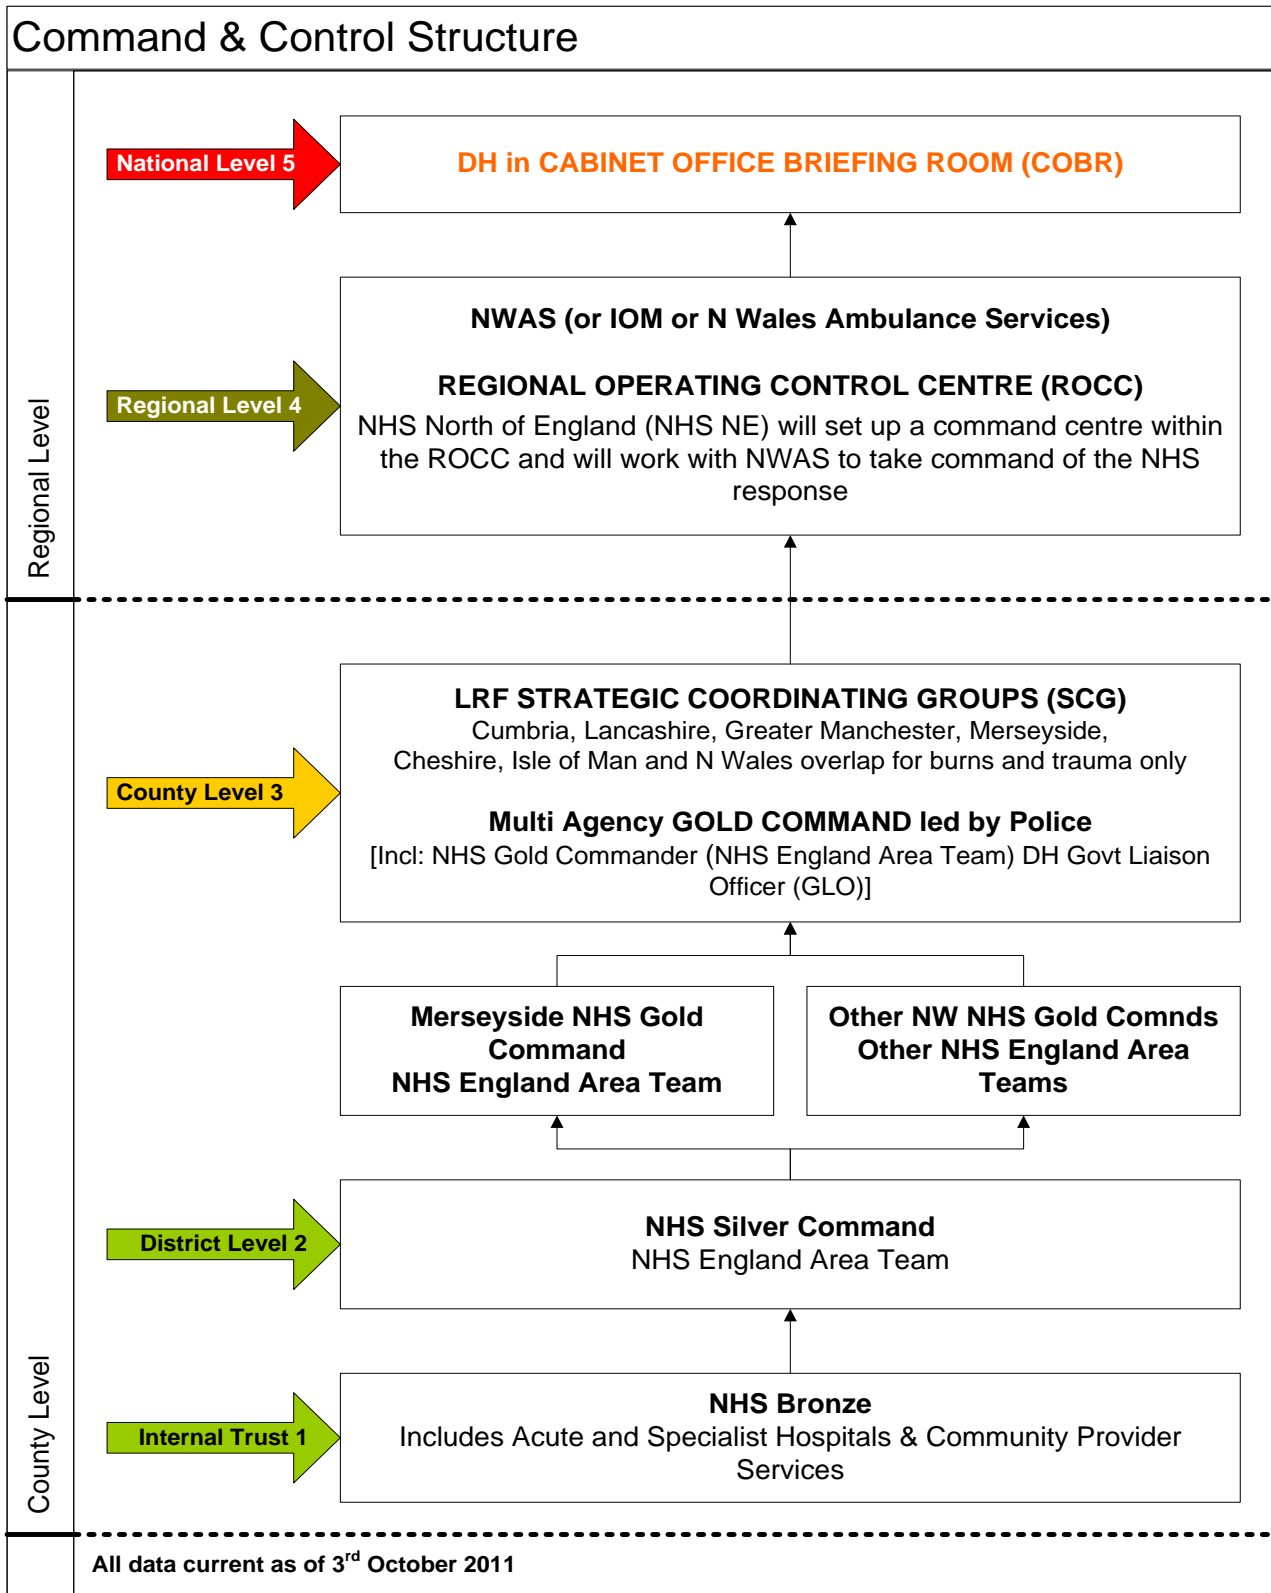 Command & Control Structure
National Level 5
DH in CABINET OFFICE BRIEFING ROOM (COBR)
Regional Level
Regional Level 4
NWAS (or IOM or N Wales Ambulance Services)
REGIONAL OPERATING CONTROL CENTRE (ROCC)
NHS North of England (NHS NE) will set up a command centre within
the ROCC and will work with NWAS to take command of the NHS
response
County Level 3
LRF STRATEGIC COORDINATING GROUPS (SCG)
Cumbria, Lancashire, Greater Manchester, Merseyside,
Cheshire, Isle of Man and N Wales overlap for burns and trauma only
Multi Agency GOLD COMMAND led by Police
[Incl: NHS Gold Commander (NHS England Area Team) DH Govt Liaison
Officer (GLO)]
Merseyside NHS Gold
Command
NHS England Area Team
Other NW NHS Gold Comnds
Other NHS England Area
Teams
District Level 2
NHS Silver Command
NHS England Area Team
County Level
Internal Trust 1
NHS Bronze
Includes Acute and Specialist Hospitals & Community Provider
Services
All data current as of 3rd October 2011